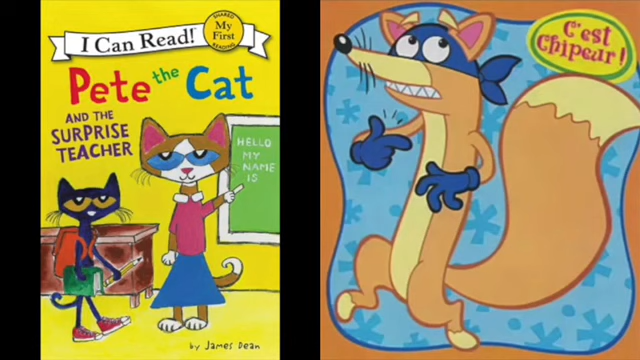 I Can Read!
SHARED
My
First
READING
Pete the Cat
AND THE
SURPRISE
TEACHER
HELLO
MY
NAME
IS
by James Dean
C'est
Chipeur!